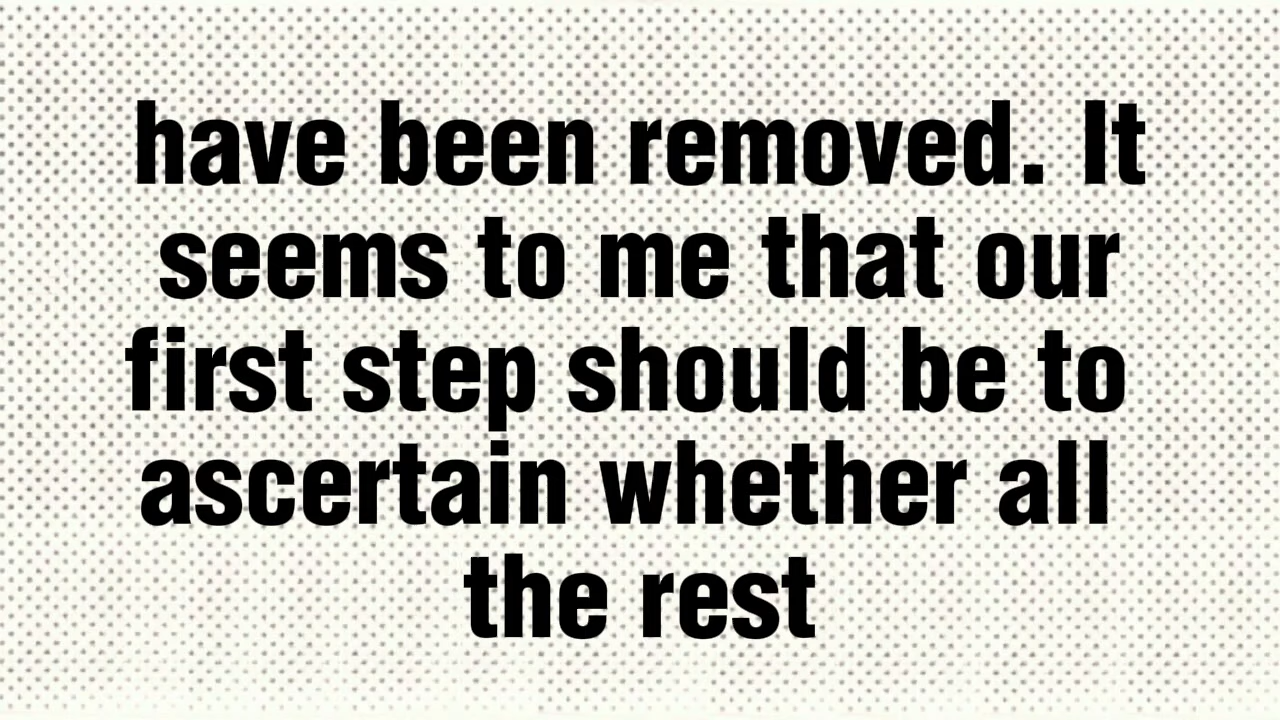 have been removed. It
seems to me that our
first step should be to
ascertain whether all
the rest